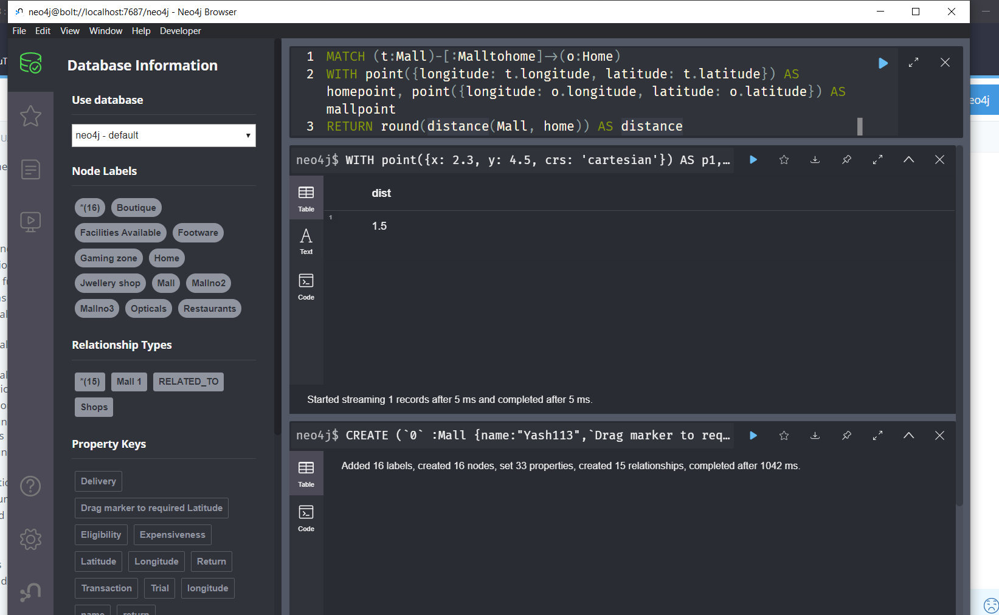 neo4j@bolt://localhost:7687/neo4j - Neo4j Browser
File Edit View Window Help Developer
Database Information
Use database
neo4j - default
Node Labels
*(16) Boutique
Facilities Available Footware
Gaming zone Home
Jwellery shop Mall Mallno2
Mallno3 Opticals Restaurants
Relationship Types
*(15) Mall 1 RELATED_TO
Shops
Property Keys
Delivery
Drag marker to required Latitude
Eligibility Expensiveness
Latitude Longitude Return
Transaction Trial longitude
name return
1 MATCH (t:Mall)-[:Malltohome]->(o:Home)
2 WITH point({longitude: t.longitude, latitude: t.latitude}) AS
homepoint, point({longitude: o.longitude, latitude: o.latitude}) AS
mallpoint
3 RETURN round(distance(Mall, home)) AS distance
neo4j$ WITH point({x: 2.3, y: 4.5, crs: 'cartesian'}) AS p1,…
Table
Text
Code
dist
1
1.5
Started streaming 1 records after 5 ms and completed after 5 ms.
neo4j$ CREATE (`0` :Mall {name:"Yash113",`Drag marker to req…
Table
Code
Added 16 labels, created 16 nodes, set 33 properties, created 15 relationships, completed after 1042 ms.
eo4j